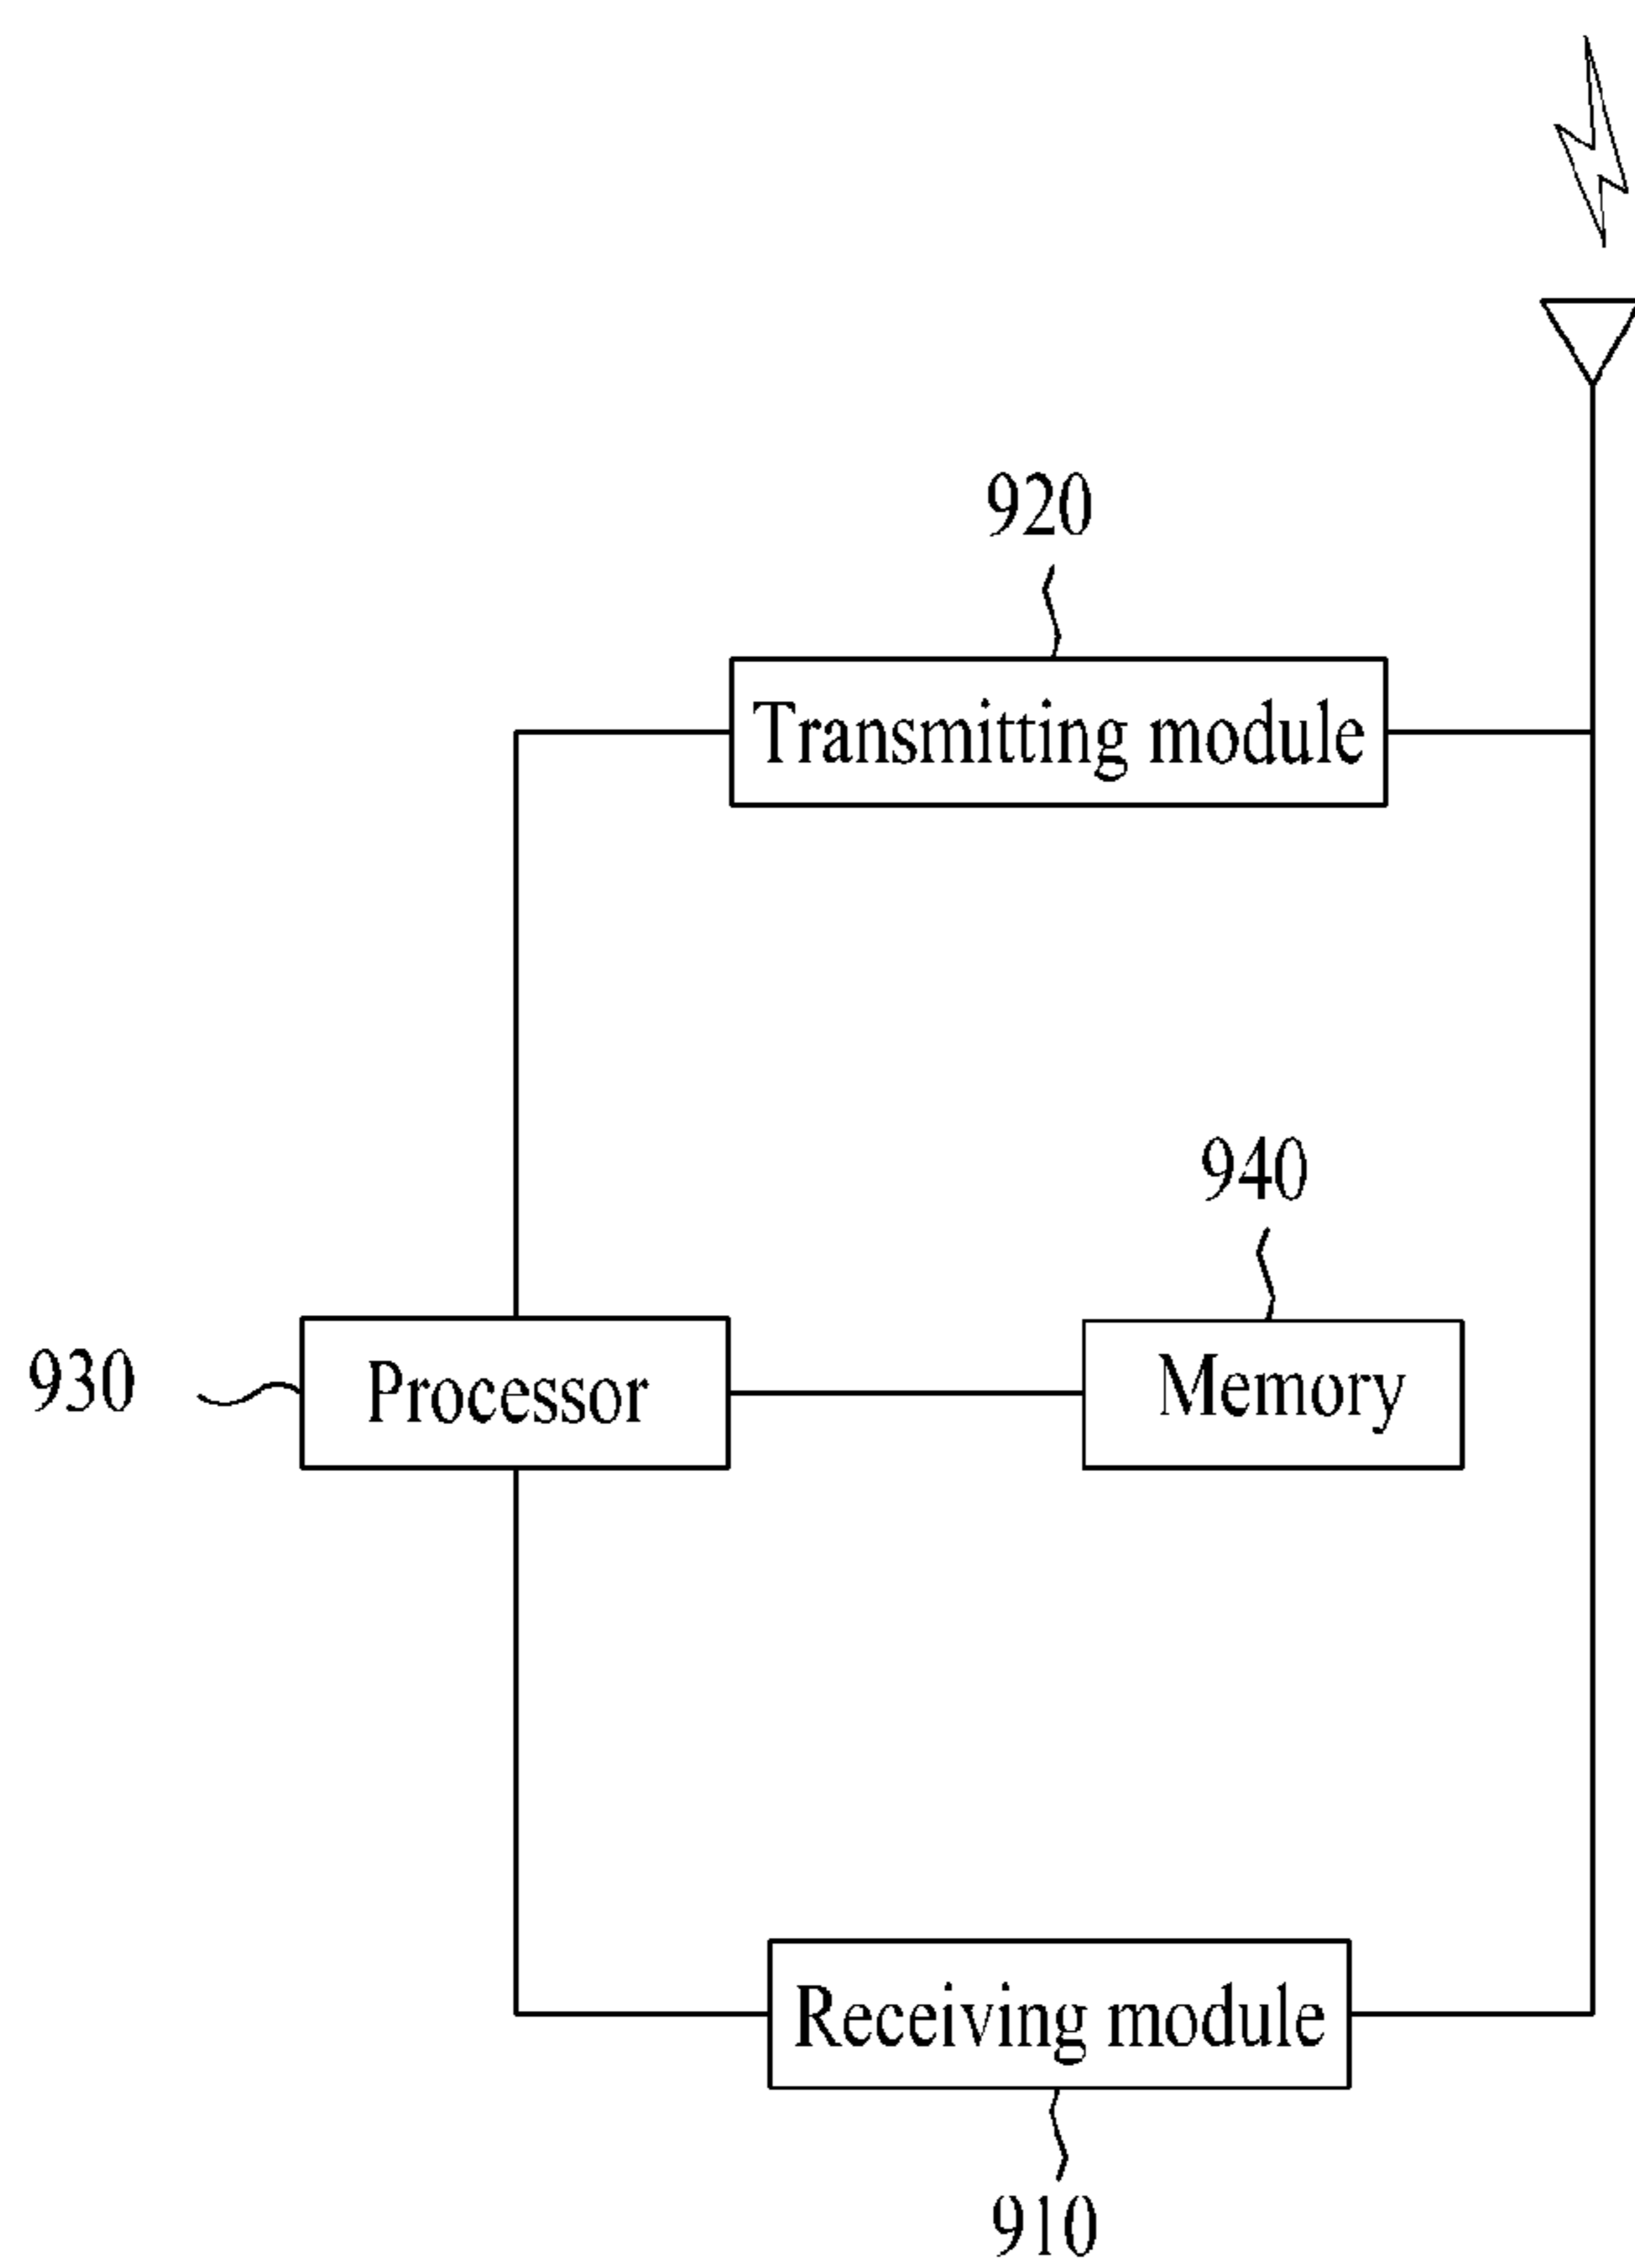 920
Transmitting module
940
930
Processor
Memory
Receiving module
910